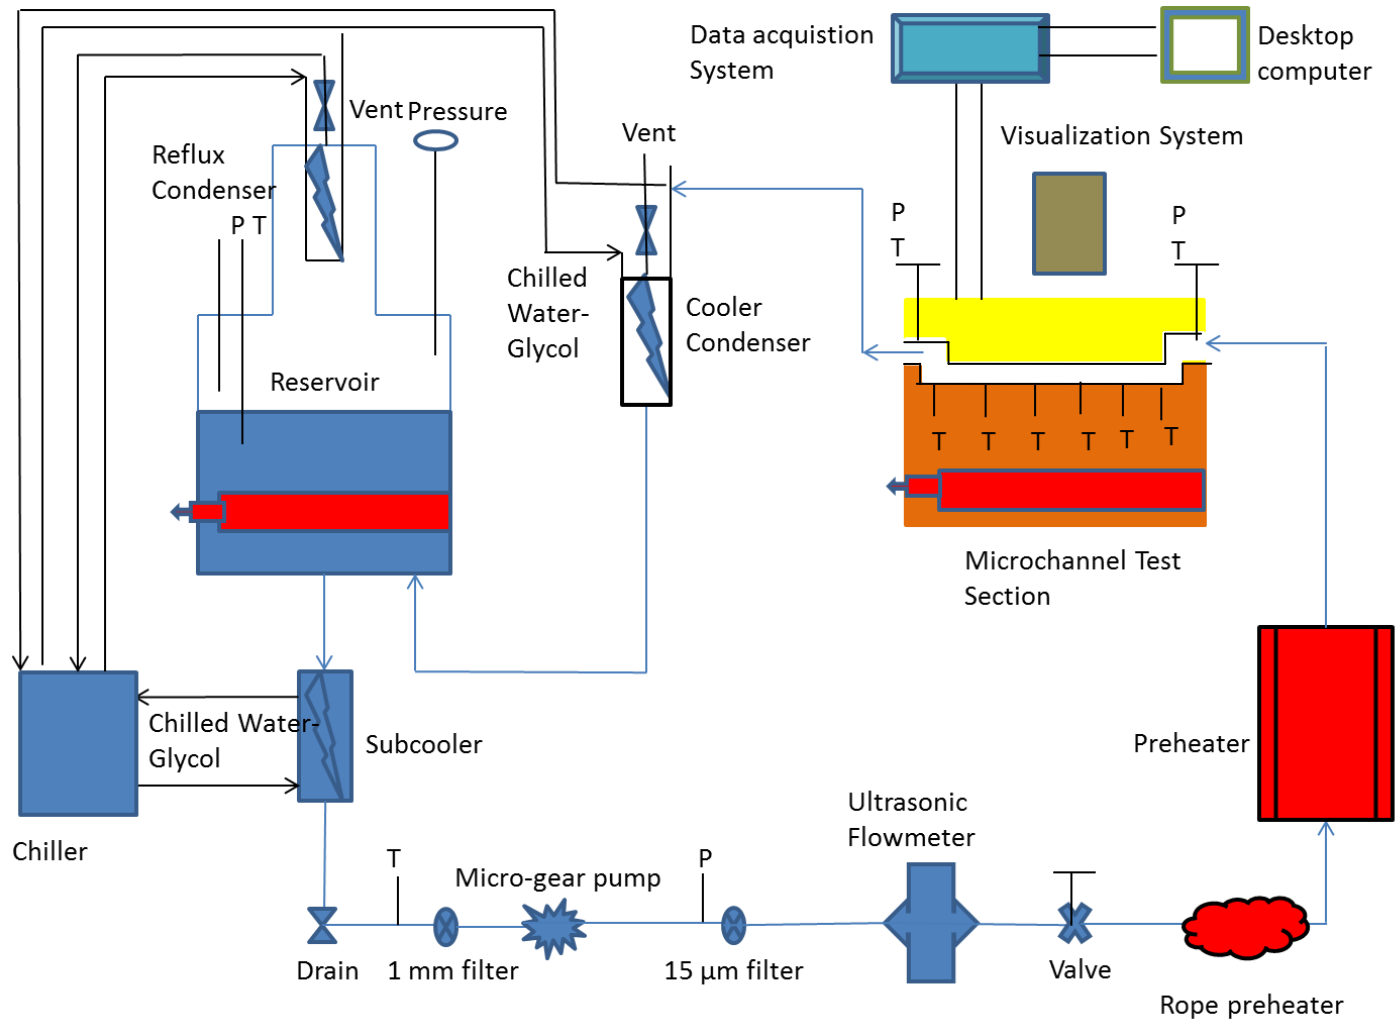 Data acquistion
System
Desktop
computer
Vent
Pressure
Vent
Visualization System
Reflux
Condenser
P T
P
T
P
T
Chilled
Water-
Glycol
Cooler
Condenser
Reservoir
T T T T T T
Microchannel Test
Section
Chilled Water-
Glycol
Subcooler
Preheater
Chiller
Ultrasonic
Flowmeter
T
Micro-gear pump
P
Drain
1 mm filter
15 µm filter
Valve
Rope preheater